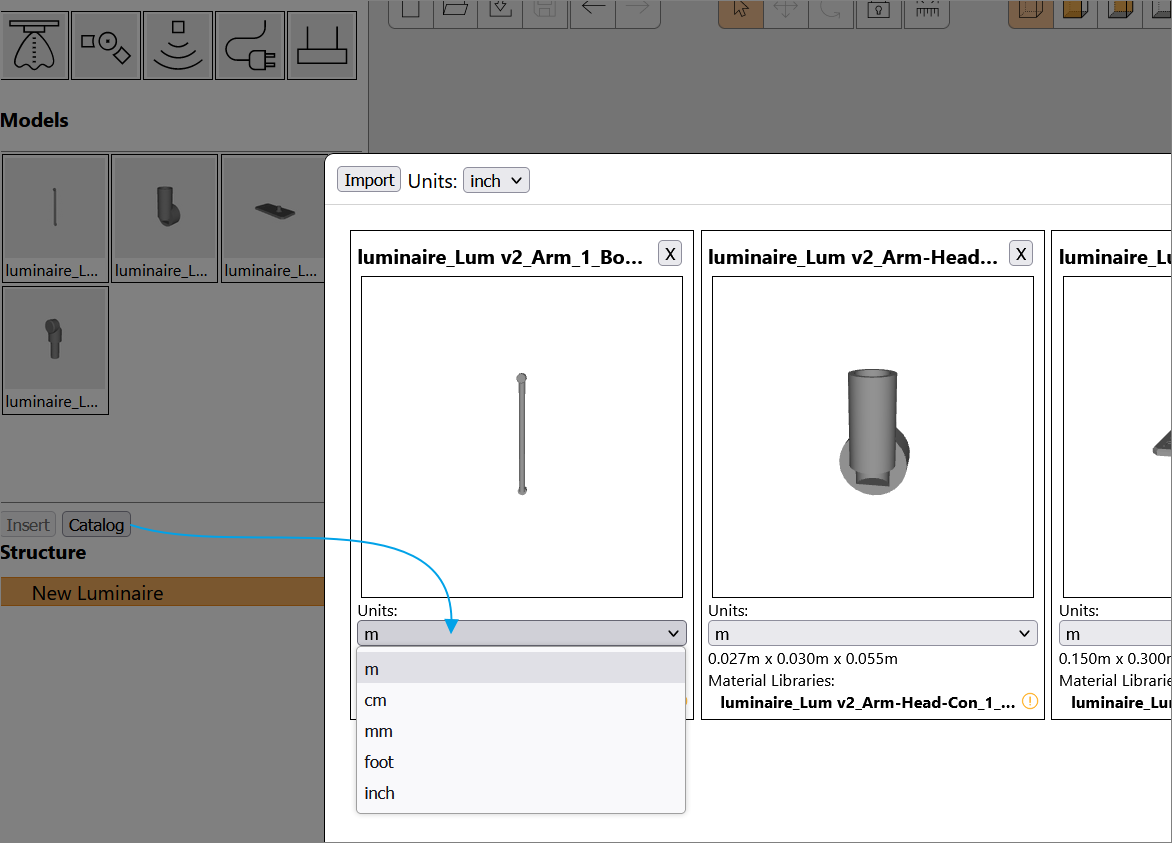 Models
luminaire_L...
luminaire_L...
luminaire_L...
luminaire_L...
Insert
Catalog
Structure
New Luminaire
Import
Units:
inch
luminaire_Lum v2_Arm_1_Bo...
X
Units:
m
m
cm
mm
foot
inch
luminaire_Lum v2_Arm-Head...
X
Units:
m
0.027m x 0.030m x 0.055m
Material Libraries:
luminaire_Lum v2_Arm-Head-Con_1_...
luminaire_Lu
Units:
m
0.150m x 0.300m
Material Librarie
luminaire_Lu